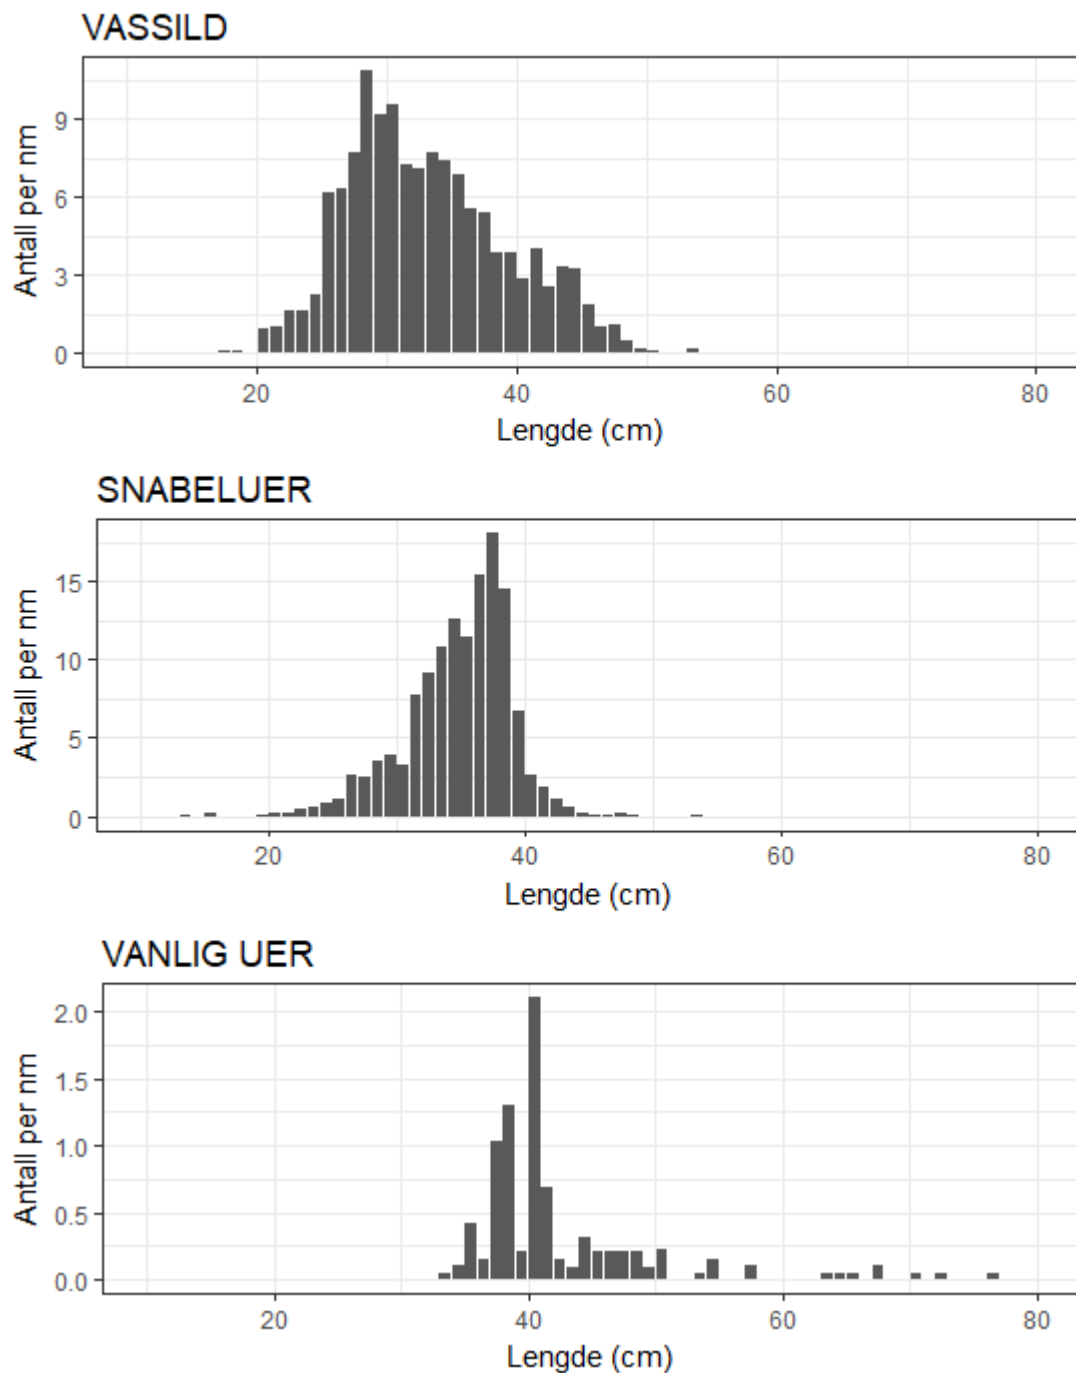 VASSILD
Antall per nm
9
6
3
0
20 40 60 80
Lengde (cm)
SNABELUER
Antall per nm
15
10
5
0
20 40 60 80
Lengde (cm)
VANLIG UER
Antall per nm
2.0
1.5
1.0
0.5
0.0
20 40 60 80
Lengde (cm)